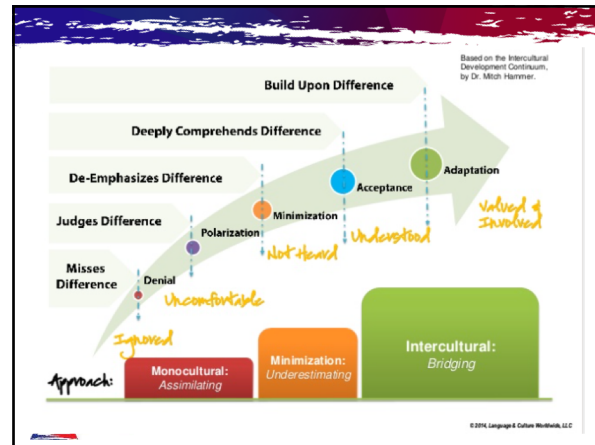 Based on the Intercultural
Development Continuum,
by Dr. Mitch Hammer.
Build Upon Difference
Deeply Comprehends Difference
De-Emphasizes Difference
Judges Difference
Misses
Difference
Adaptation
Acceptance
Minimization
Polarization
Denial
Valued &
Involved
Understood
Not Heard
Uncomfortable
Ignored
Approach:
Monocultural:
Assimilating
Minimization:
Underestimating
Intercultural:
Bridging
© 2014, Language & Culture Worldwide, LLC